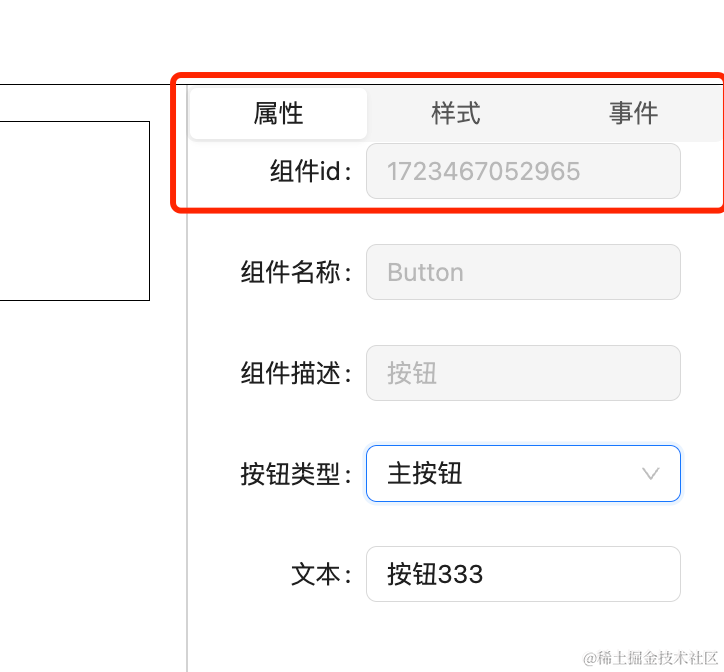 属性 样式 事件
组件id: 1723467052965
组件名称: Button
组件描述: 按钮
按钮类型: 主按钮
文本: 按钮333
@稀土掘金技术社区